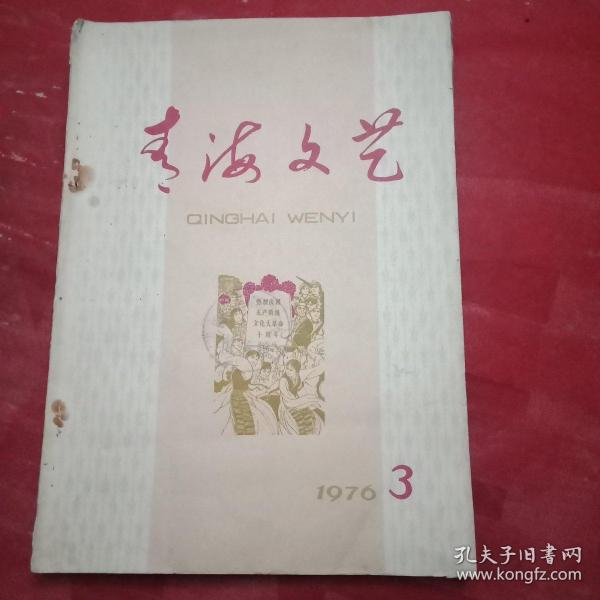 青海文艺
QINGHAI WENYI
热烈庆祝
无产阶级
文化大革命
十周年
1976 3
孔夫子旧书网
www.kongfz.com